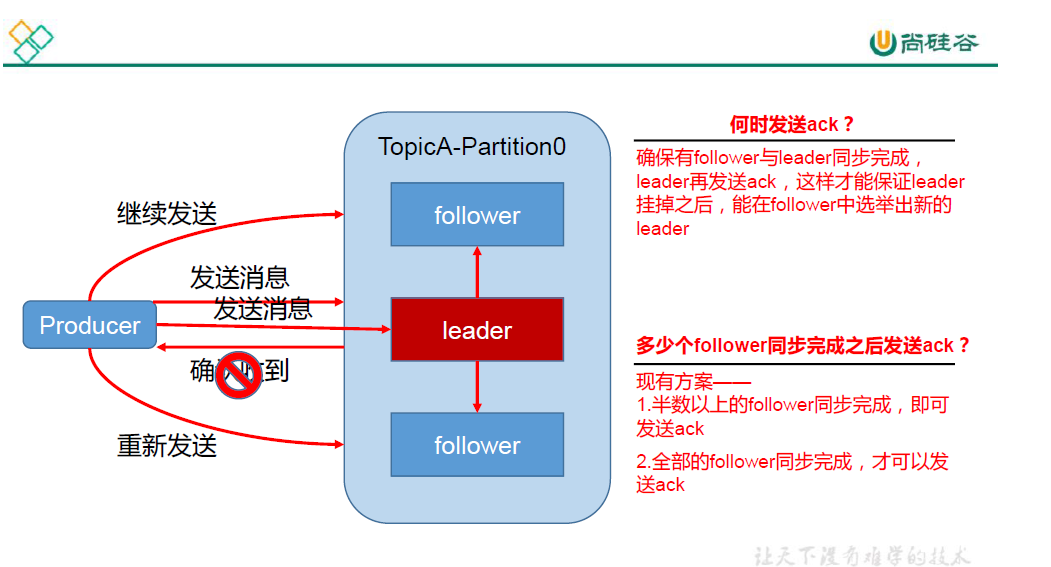 尚硅谷
TopicA-Partition0
follower
继续发送
发送消息
发送消息
Producer
leader
确认收到
重新发送
follower
何时发送ack？
确保有follower与leader同步完成，
leader再发送ack，这样才能保证leader
挂掉之后，能在follower中选举出新的
leader
多少个follower同步完成之后发送ack？
现有方案——
1.半数以上的follower同步完成，即可
发送ack
2.全部的follower同步完成，才可以发
送ack
让天下没有难学的技术